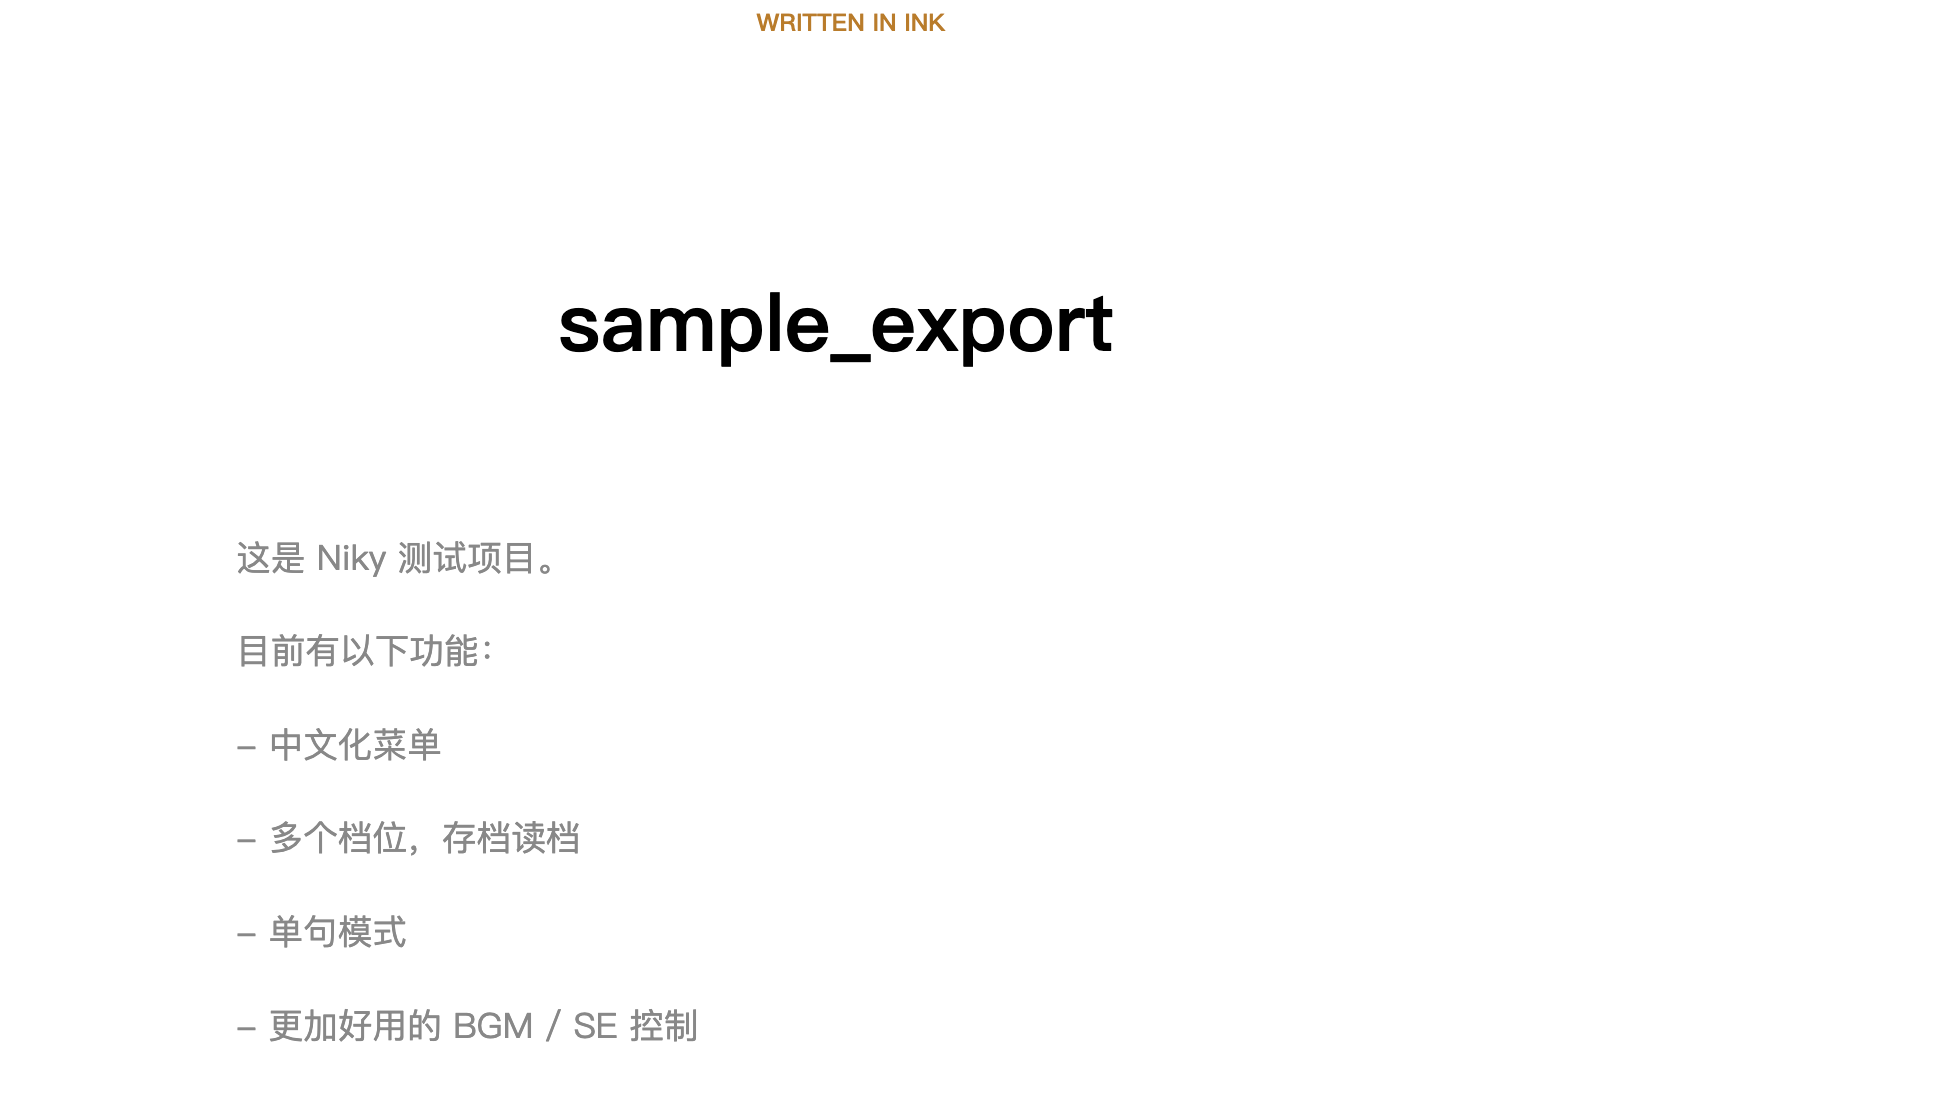 WRITTEN IN INK
sample_export
这是 Niky 测试项目。
目前有以下功能：
- 中文化菜单
- 多个档位，存档读档
- 单句模式
- 更加好用的 BGM / SE 控制